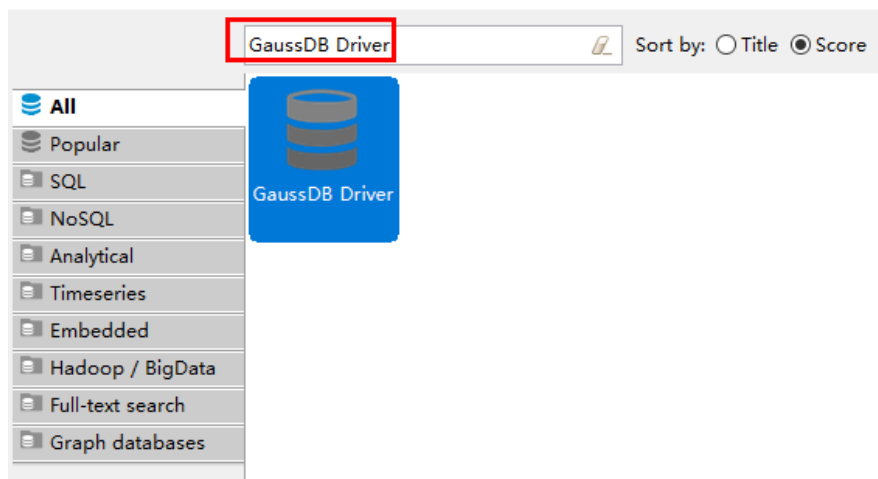 GaussDB Driver
Sort by: Title Score
All
Popular
SQL
NoSQL
Analytical
Timeseries
Embedded
Hadoop / BigData
Full-text search
Graph databases
GaussDB Driver